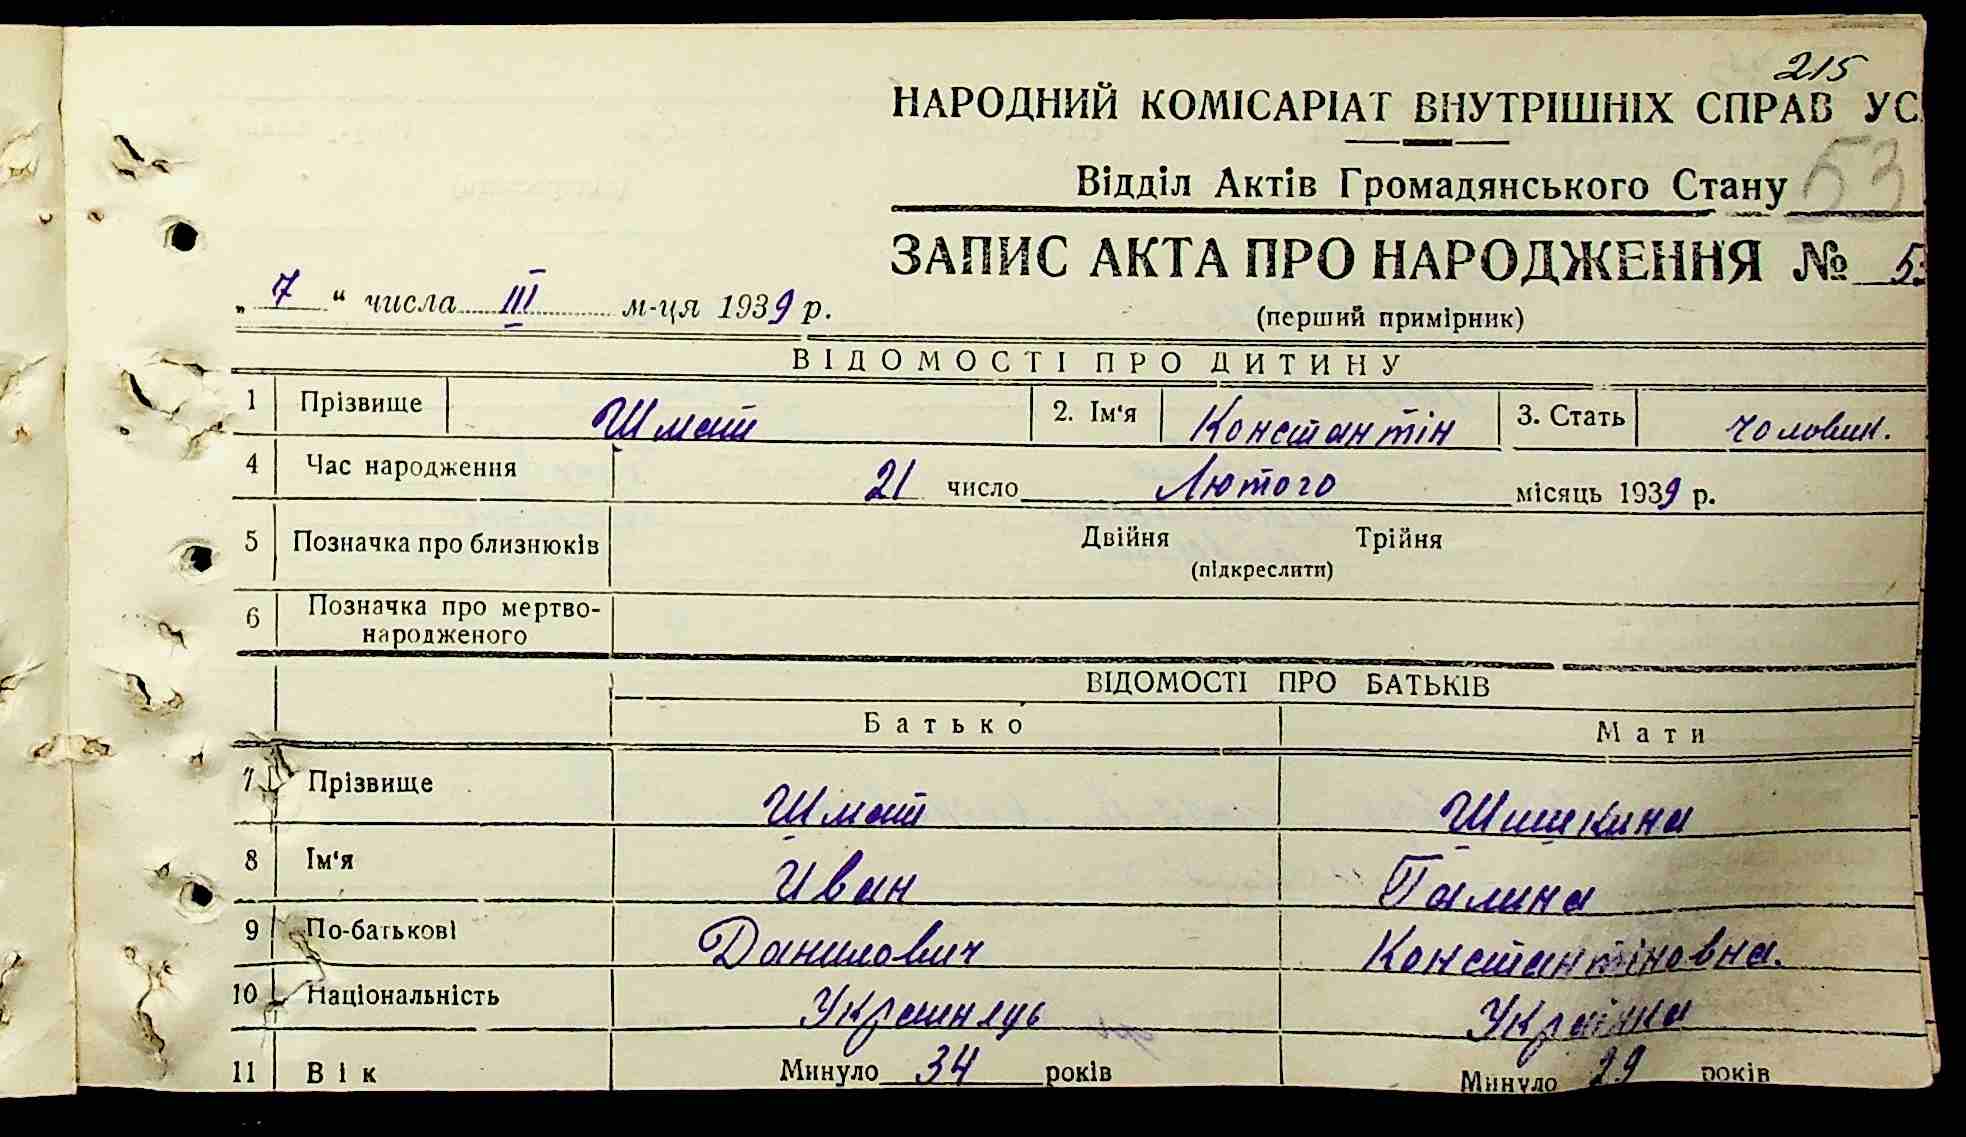 215
НАРОДНИЙ КОМІСАРІАТ ВНУТРІШНІХ СПРАВ УС
Відділ Актів Громадянського Стану 53
ЗАПИС АКТА ПРО НАРОДЖЕННЯ № 5
„ 7 “ числа III м-ця 1939 р.
(перший примірник)
ВІДОМОСТІ ПРО ДИТИНУ
1 Прізвище Шмат 2. Ім'я Константін 3. Стать чолович.
4 Час народження 21 число Лютого місяць 1939 р.
5 Позначка про близнюків Двійня Трійня
(підкреслити)
6 Позначка про мертво-
народженого
ВІДОМОСТІ ПРО БАТЬКІВ
Батько Мати
7 Прізвище Шмат Шишкина
8 Ім'я Иван Галина
9 По-батькові Данилович Константіновна.
10 Національність Украинець Українка
11 Вік Минуло 34 років Минуло 29 років